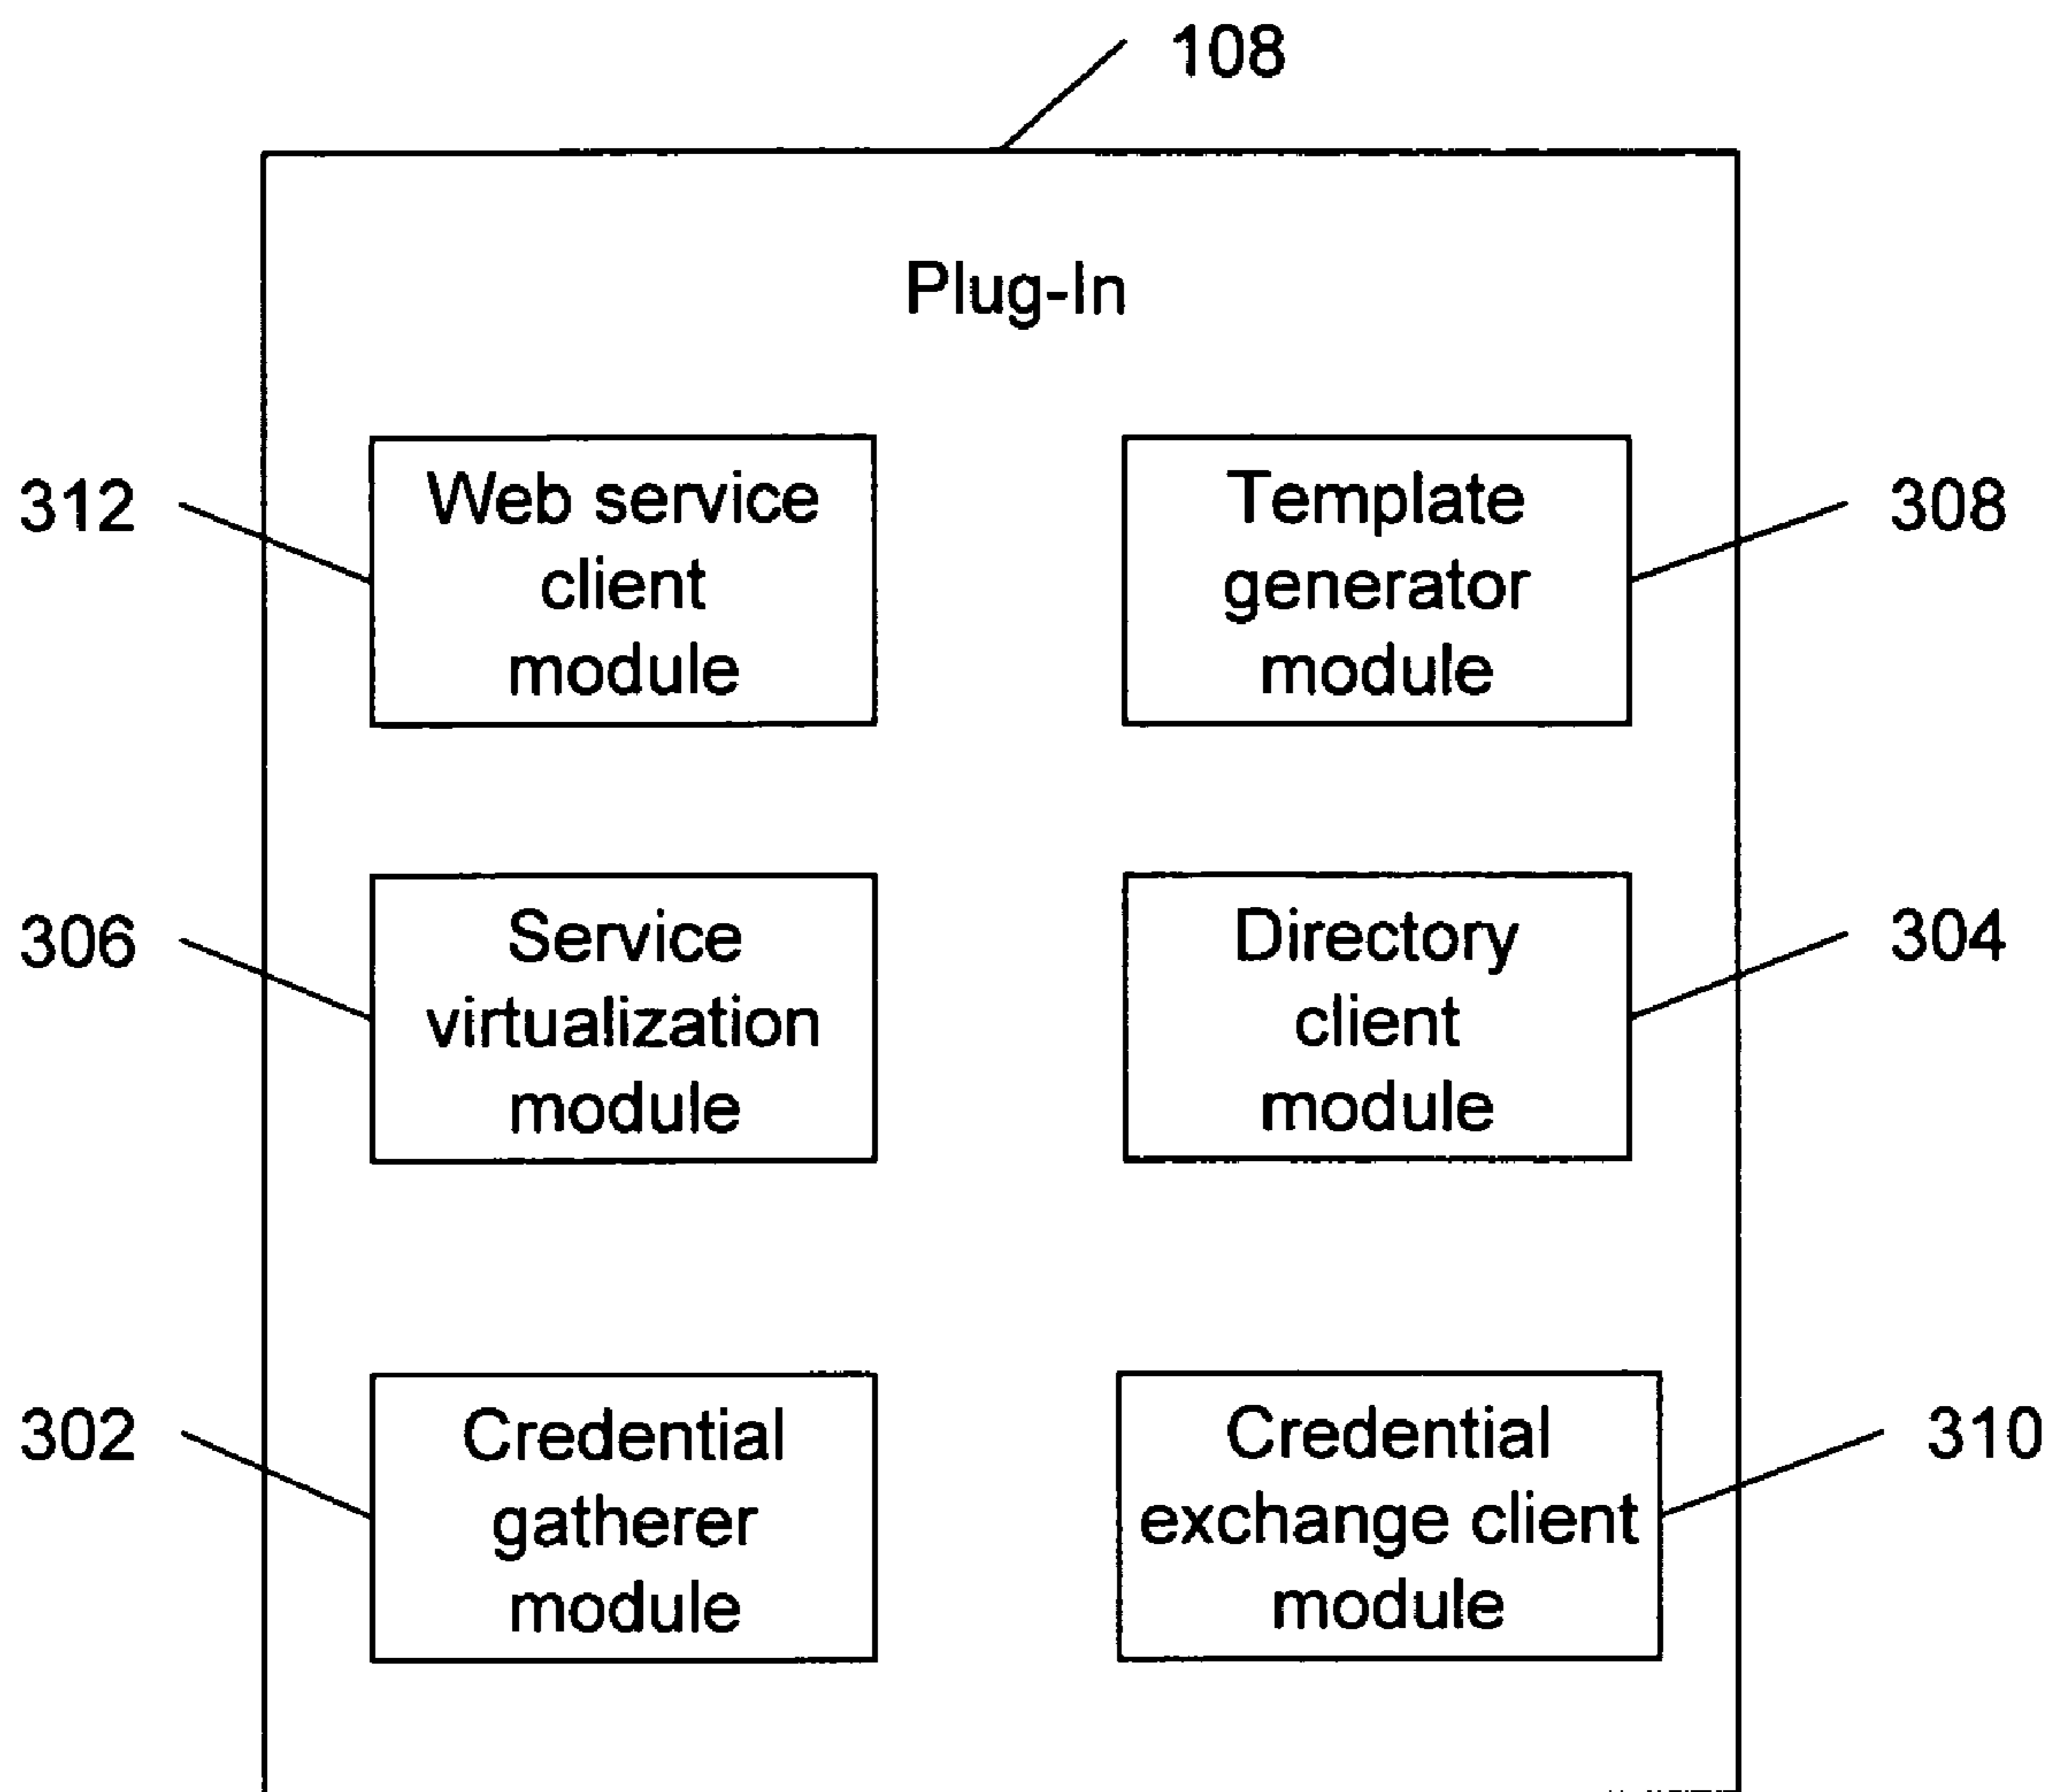 108
Plug-In
312
Web service
client
module
Template
generator
module
308
306
Service
virtualization
module
Directory
client
module
304
302
Credential
gatherer
module
Credential
exchange client
module
310